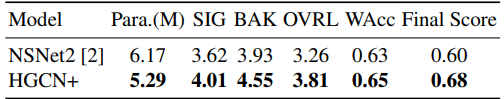 Model Para.(M) SIG BAK OVRL WAcc Final Score
NSNet2 [2] 6.17 3.62 3.93 3.26 0.63 0.60
HGCN+ 5.29 4.01 4.55 3.81 0.65 0.68